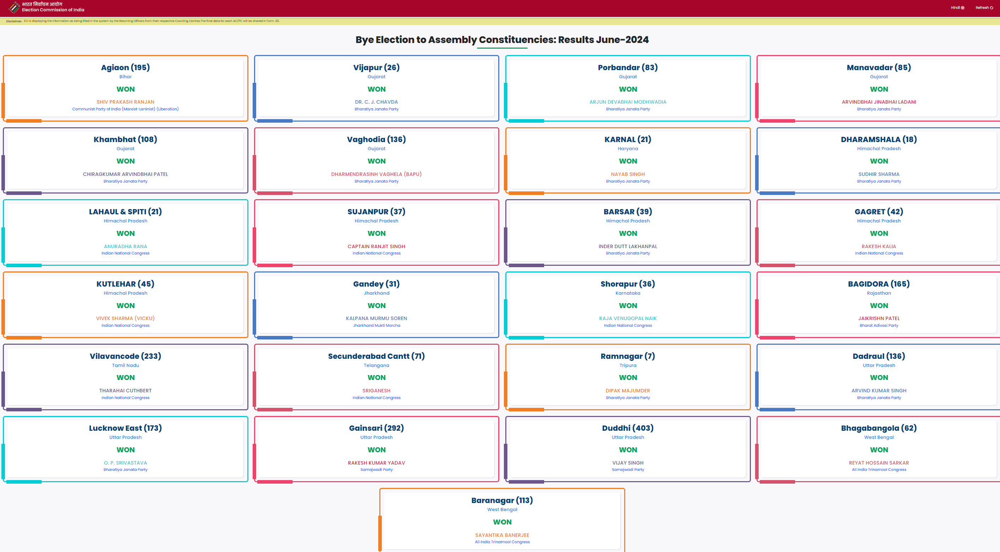 भारत निर्वाचन आयोग
Election Commission of India
Hindi
Refresh
Disclaimer: ECI is displaying the information as being filled in the system by the Returning Officers from their respective Counting Centres.The final data for each AC/PC will be shared in Form-20.
Bye Election to Assembly Constituencies: Results June-2024
Agiaon (195)
Bihar
WON
SHIV PRAKASH RANJAN
Communist Party of India (Marxist-Leninist) (Liberation)
Vijapur (26)
Gujarat
WON
DR. C. J. CHAVDA
Bharatiya Janata Party
Porbandar (83)
Gujarat
WON
ARJUN DEVABHAI MODHWADIA
Bharatiya Janata Party
Manavadar (85)
Gujarat
WON
ARVINDBHAI JINABHAI LADANI
Bharatiya Janata Party
Khambhat (108)
Gujarat
WON
CHIRAGKUMAR ARVINDBHAI PATEL
Bharatiya Janata Party
Vaghodia (136)
Gujarat
WON
DHARMENDRASINH VAGHELA (BAPU)
Bharatiya Janata Party
KARNAL (21)
Haryana
WON
NAYAB SINGH
Bharatiya Janata Party
DHARAMSHALA (18)
Himachal Pradesh
WON
SUDHIR SHARMA
Bharatiya Janata Party
LAHAUL & SPITI (21)
Himachal Pradesh
WON
ANURADHA RANA
Indian National Congress
SUJANPUR (37)
Himachal Pradesh
WON
CAPTAIN RANJIT SINGH
Indian National Congress
BARSAR (39)
Himachal Pradesh
WON
INDER DUTT LAKHANPAL
Bharatiya Janata Party
GAGRET (42)
Himachal Pradesh
WON
RAKESH KALIA
Indian National Congress
KUTLEHAR (45)
Himachal Pradesh
WON
VIVEK SHARMA (VICKU)
Indian National Congress
Gandey (31)
Jharkhand
WON
KALPANA MURMU SOREN
Jharkhand Mukti Morcha
Shorapur (36)
Karnataka
WON
RAJA VENUGOPAL NAIK
Indian National Congress
BAGIDORA (165)
Rajasthan
WON
JAIKRISHN PATEL
Bharat Adivasi Party
Vilavancode (233)
Tamil Nadu
WON
THARAHAI CUTHBERT
Indian National Congress
Secunderabad Cantt (71)
Telangana
WON
SRIGANESH
Indian National Congress
Ramnagar (7)
Tripura
WON
DIPAK MAJUMDER
Bharatiya Janata Party
Dadraul (136)
Uttar Pradesh
WON
ARVIND KUMAR SINGH
Bharatiya Janata Party
Lucknow East (173)
Uttar Pradesh
WON
O. P. SRIVASTAVA
Bharatiya Janata Party
Gainsari (292)
Uttar Pradesh
WON
RAKESH KUMAR YADAV
Samajwadi Party
Duddhi (403)
Uttar Pradesh
WON
VIJAY SINGH
Samajwadi Party
Bhagabangola (62)
West Bengal
WON
REYAT HOSSAIN SARKAR
All India Trinamool Congress
Baranagar (113)
West Bengal
WON
SAYANTIKA BANERJEE
All India Trinamool Congress